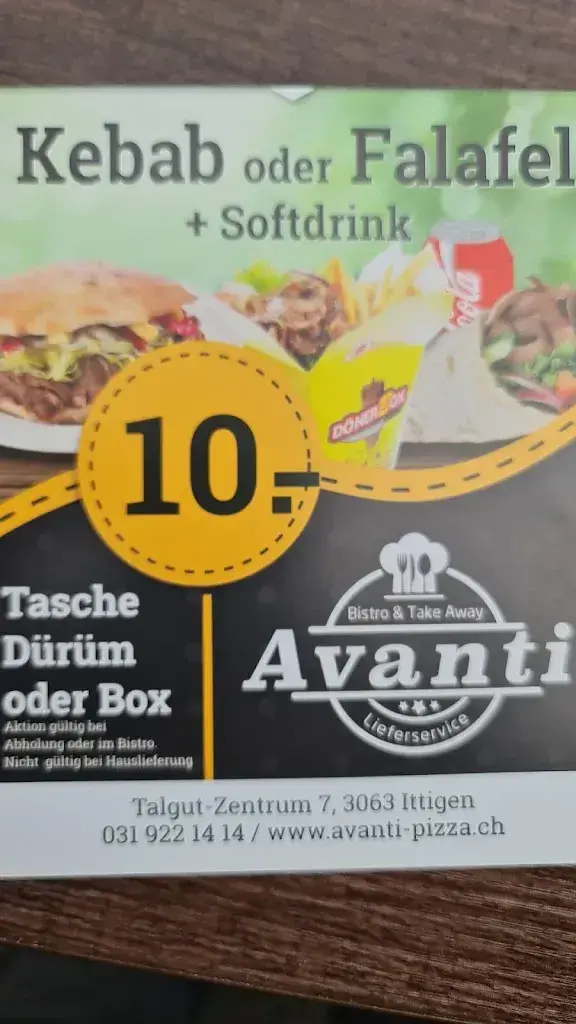 Kebab oder Falafel
+ Softdrink
DÖNER BOX
10.-
Tasche
Dürüm
oder Box
Aktion gültig bei
Abholung oder im Bistro.
Nicht gültig bei Hauslieferung
Bistro & Take Away
Avanti
Lieferservice
Talgut-Zentrum 7, 3063 Ittigen
031 922 14 14 / www.avanti-pizza.ch